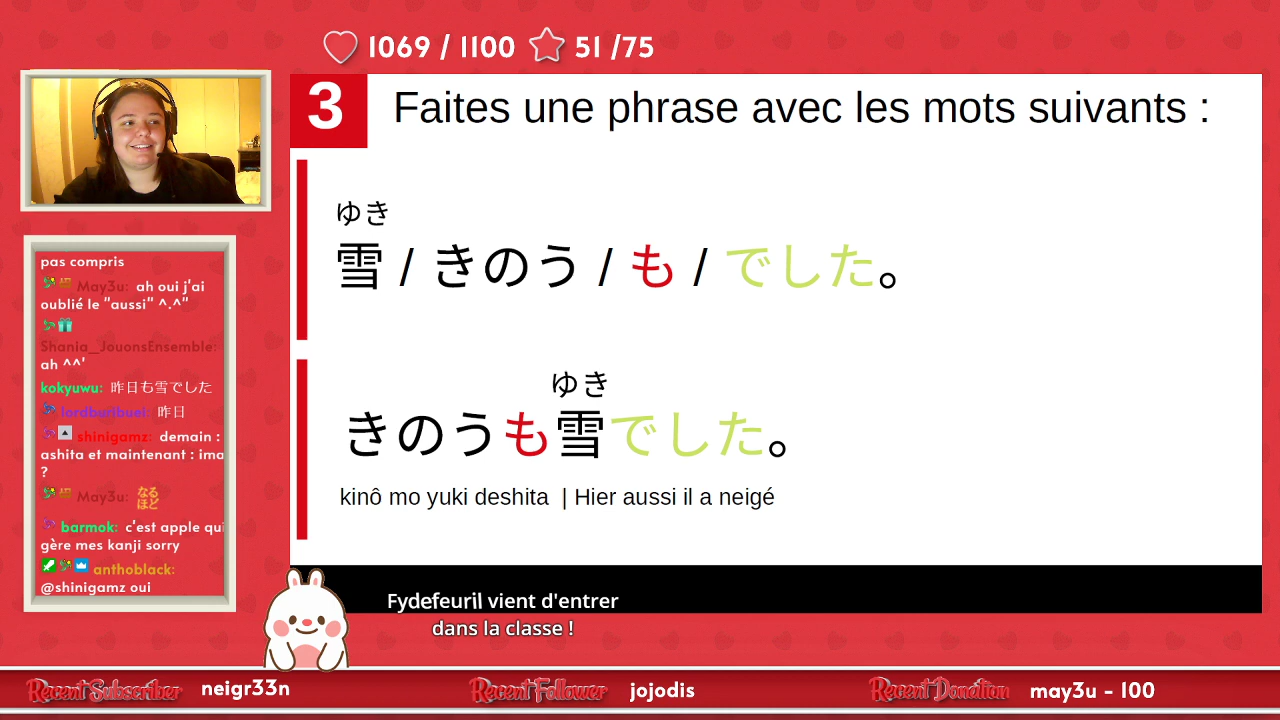 1069 / 1100 51 /75
3 Faites une phrase avec les mots suivants :
ゆき
雪 / きのう / も / でした。
ゆき
きのうも雪でした。
kinô mo yuki deshita | Hier aussi il a neigé
pas compris
May3u: ah oui j'ai
oublié le "aussi" ^.^"
Shania_JouonsEnsemble:
ah ^^'
kokyuwu: 昨日も雪でした
lordburibuei: 昨日
shinigamz: demain :
ashita et maintenant : ima
?
May3u: なるほど
barmok: c'est apple qui
gère mes kanji sorry
anthoblack:
@shinigamz oui
Fydefeuril vient d'entrer
dans la classe !
Recent Subscriber neigr33n Recent Follower jojodis Recent Donation may3u - 100